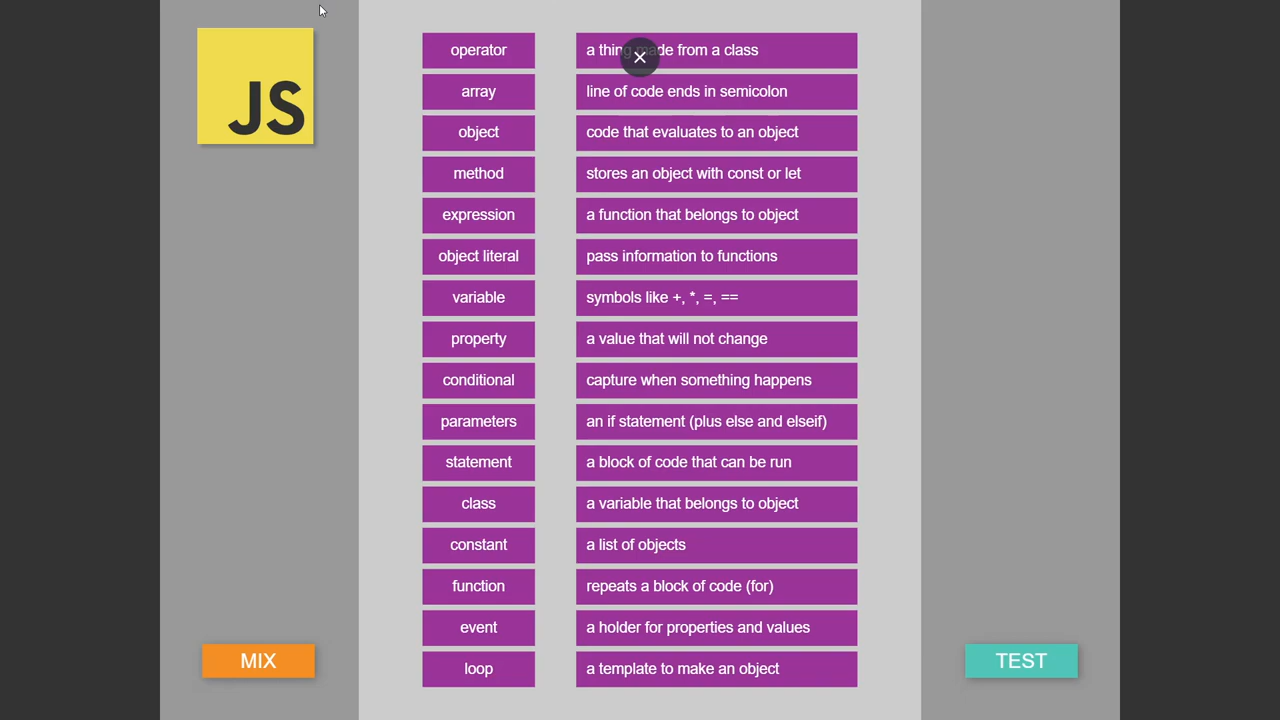 JS
operator
a thing made from a class
array
line of code ends in semicolon
object
code that evaluates to an object
method
stores an object with const or let
expression
a function that belongs to object
object literal
pass information to functions
variable
symbols like +, *, =, ==
property
a value that will not change
conditional
capture when something happens
parameters
an if statement (plus else and elseif)
statement
a block of code that can be run
class
a variable that belongs to object
constant
a list of objects
function
repeats a block of code (for)
event
a holder for properties and values
loop
a template to make an object
MIX
TEST